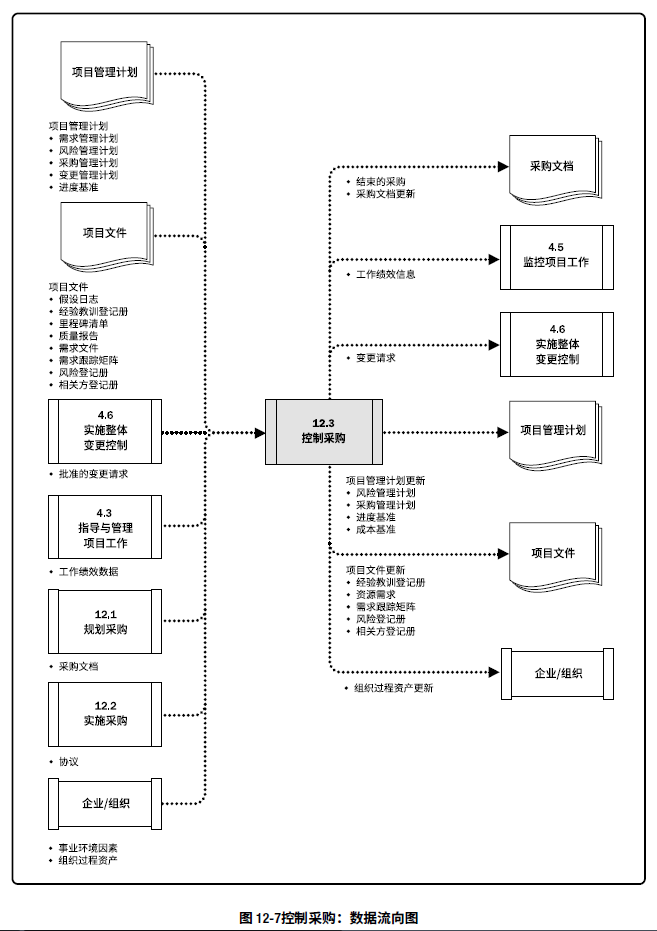 项目管理计划
项目管理计划
• 需求管理计划
• 风险管理计划
• 采购管理计划
• 变更管理计划
• 进度基准
项目文件
项目文件
• 假设日志
• 经验教训登记册
• 里程碑清单
• 质量报告
• 需求文件
• 需求跟踪矩阵
• 风险登记册
• 相关方登记册
4.6
实施整体
变更控制
• 批准的变更请求
4.3
指导与管理
项目工作
• 工作绩效数据
12.1
规划采购
• 采购文档
12.2
实施采购
• 协议
企业/组织
• 事业环境因素
• 组织过程资产
12.3
控制采购
采购文档
• 结束的采购
• 采购文档更新
4.5
监控项目工作
• 工作绩效信息
4.6
实施整体
变更控制
• 变更请求
项目管理计划
项目管理计划更新
• 风险管理计划
• 采购管理计划
• 进度基准
• 成本基准
项目文件
项目文件更新
• 经验教训登记册
• 资源需求
• 需求跟踪矩阵
• 风险登记册
• 相关方登记册
企业/组织
• 组织过程资产更新
图 12-7控制采购：数据流向图